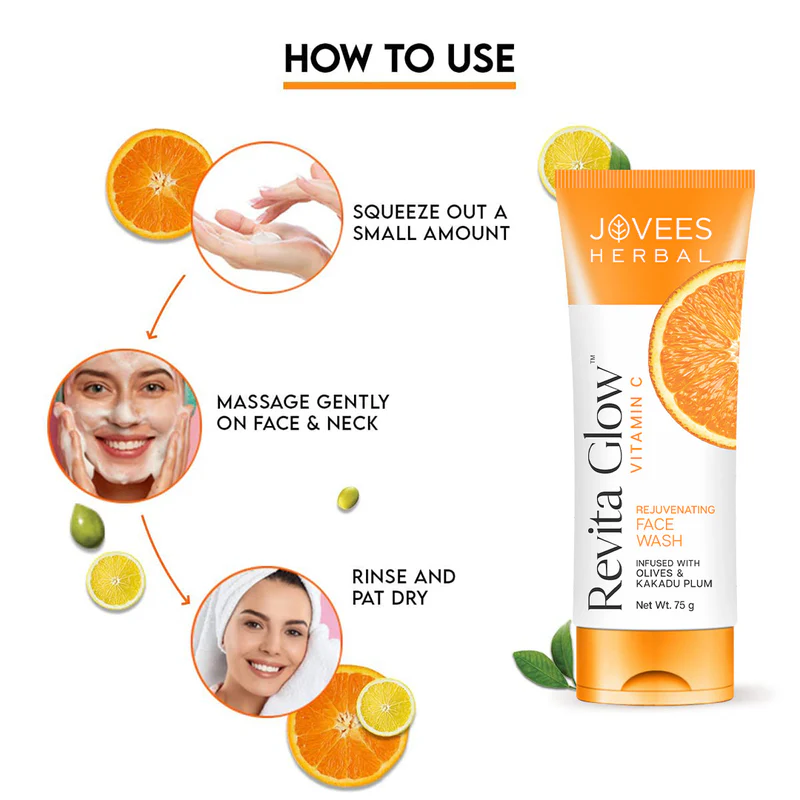 HOW TO USE
SQUEEZE OUT A
SMALL AMOUNT
MASSAGE GENTLY
ON FACE & NECK
RINSE AND
PAT DRY
JOVEES
HERBAL
Revita Glow™
VITAMIN C
REJUVENATING
FACE
WASH
INFUSED WITH
OLIVES &
KAKADU PLUM
Net Wt. 75 g